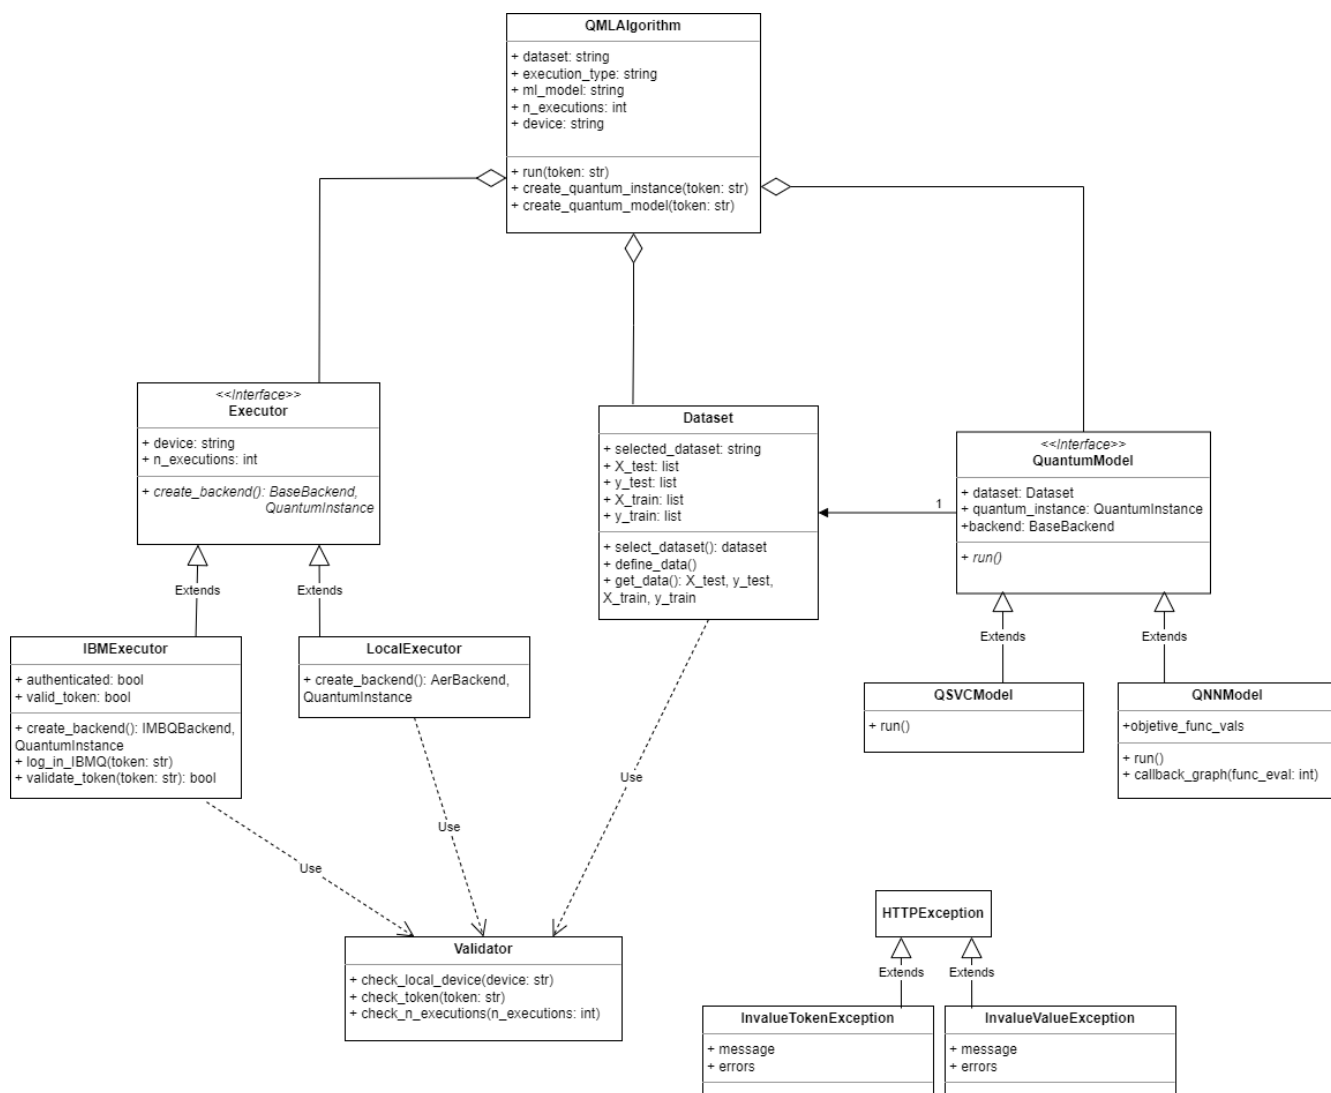 QMLAlgorithm
+ dataset: string
+ execution_type: string
+ ml_model: string
+ n_executions: int
+ device: string
+ run(token: str)
+ create_quantum_instance(token: str)
+ create_quantum_model(token: str)
<<Interface>>
Executor
+ device: string
+ n_executions: int
+ create_backend(): BaseBackend,
QuantumInstance
Dataset
+ selected_dataset: string
+ X_test: list
+ y_test: list
+ X_train: list
+ y_train: list
+ select_dataset(): dataset
+ define_data()
+ get_data(): X_test, y_test,
X_train, y_train
1
<<Interface>>
QuantumModel
+ dataset: Dataset
+ quantum_instance: QuantumInstance
+backend: BaseBackend
+ run()
Extends
Extends
Extends
Extends
IBMExecutor
+ authenticated: bool
+ valid_token: bool
+ create_backend(): IMBQBackend,
QuantumInstance
+ log_in_IBMQ(token: str)
+ validate_token(token: str): bool
LocalExecutor
+ create_backend(): AerBackend,
QuantumInstance
QSVCModel
+ run()
QNNModel
+objetive_func_vals
+ run()
+ callback_graph(func_eval: int)
Use
Use
Use
Validator
+ check_local_device(device: str)
+ check_token(token: str)
+ check_n_executions(n_executions: int)
HTTPException
Extends
Extends
InvalueTokenException
+ message
+ errors
InvalueValueException
+ message
+ errors